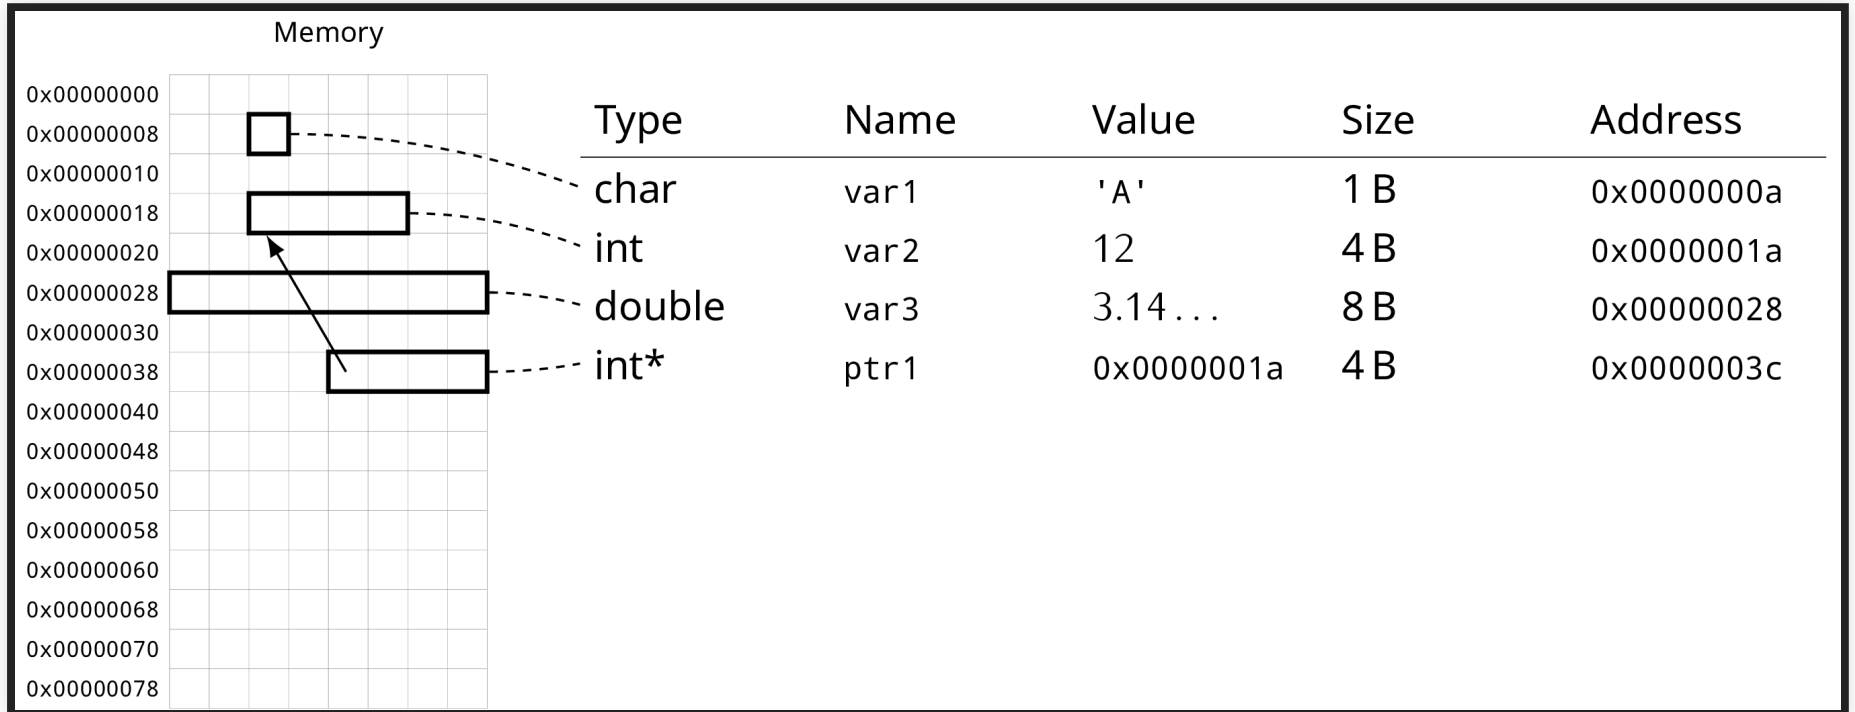 Memory
0x00000000
0x00000008
0x00000010
0x00000018
0x00000020
0x00000028
0x00000030
0x00000038
0x00000040
0x00000048
0x00000050
0x00000058
0x00000060
0x00000068
0x00000070
0x00000078
Type Name Value Size Address
char var1 'A' 1 B 0x0000000a
int var2 12 4 B 0x0000001a
double var3 3.14... 8 B 0x00000028
int* ptr1 0x0000001a 4 B 0x0000003c